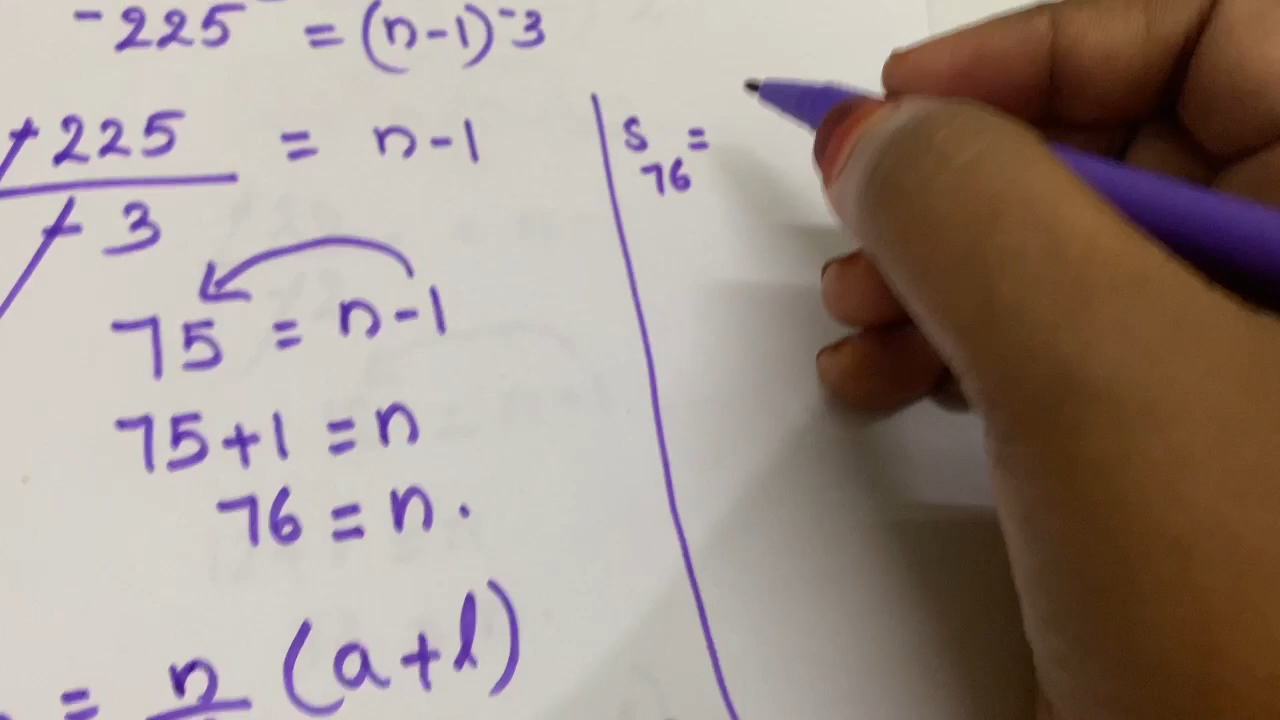 -225 = (n-1)-3
-225 = n-1
-3
75 = n-1
75+1 = n
76 = n.
= n (a+l)
S76 =